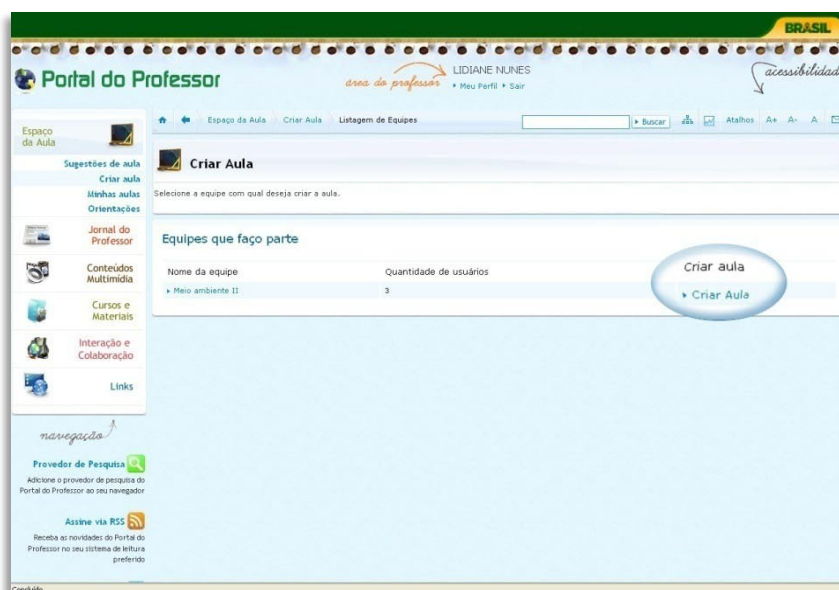 BRASIL
Portal do Professor
área do professor
LIDIANE NUNES
Meu Perfil Sair
acessibilidad
Espaço da Aula
Sugestões de aula
Criar aula
Minhas aulas
Orientações
Jornal do Professor
Conteúdos Multimídia
Cursos e Materiais
Interação e Colaboração
Links
navegação
Provedor de Pesquisa
Adicione o provedor de pesquisa do
Portal do Professor ao seu navegador
Assine via RSS
Receba as novidades do Portal do
Professor no seu sistema de leitura
preferido
Espaço da Aula Criar Aula Listagem de Equipes
Buscar
Atalhos A+ A- A
Criar Aula
Selecione a equipe com qual deseja criar a aula.
Equipes que faço parte
Nome da equipe Quantidade de usuários Criar aula
Meio ambiente II 3 Criar Aula
Concluído